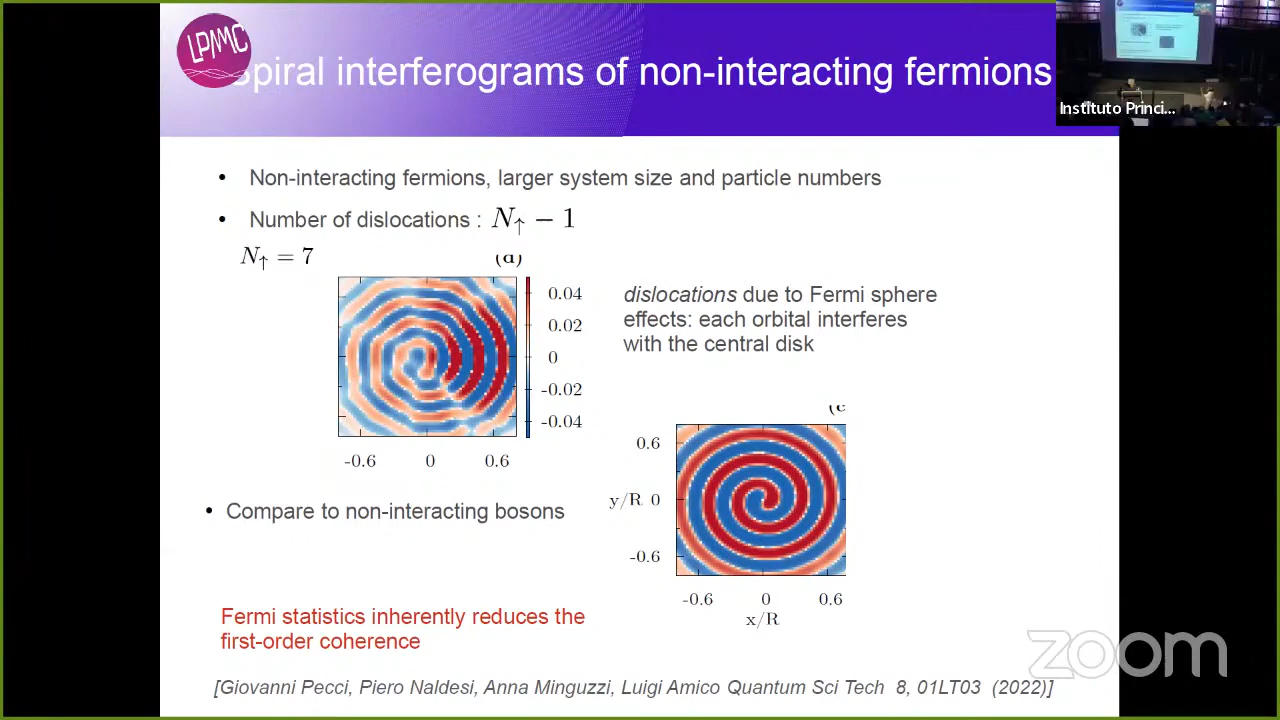 LPMMC
Spiral interferograms of non-interacting fermions
Instituto Princi...
• Non-interacting fermions, larger system size and particle numbers
• Number of dislocations : N↑ − 1
N↑ = 7
(a)
0.04
0.02
0
-0.02
-0.04
-0.6 0 0.6
dislocations due to Fermi sphere
effects: each orbital interferes
with the central disk
0.6
y/R 0
-0.6
-0.6 0 0.6
x/R
• Compare to non-interacting bosons
Fermi statistics inherently reduces the
first-order coherence
zoom
[Giovanni Pecci, Piero Naldesi, Anna Minguzzi, Luigi Amico Quantum Sci Tech 8, 01LT03 (2022)]